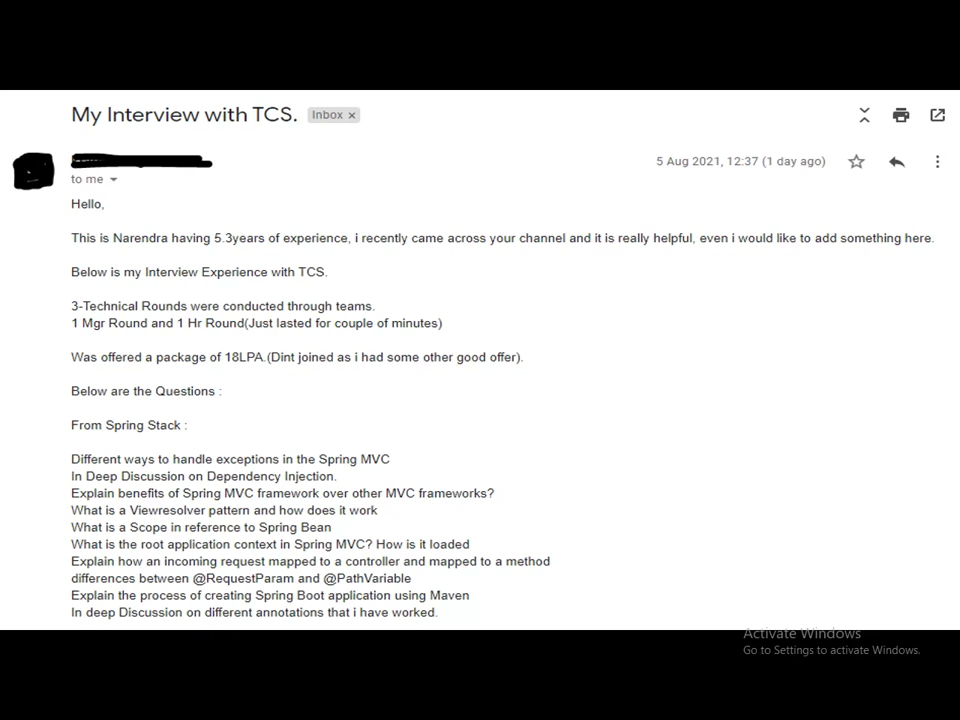 My Interview with TCS. Inbox ×
5 Aug 2021, 12:37 (1 day ago)
to me
Hello,
This is Narendra having 5.3years of experience, i recently came across your channel and it is really helpful, even i would like to add something here.
Below is my Interview Experience with TCS.
3-Technical Rounds were conducted through teams.
1 Mgr Round and 1 Hr Round(Just lasted for couple of minutes)
Was offered a package of 18LPA.(Dint joined as i had some other good offer).
Below are the Questions :
From Spring Stack :
Different ways to handle exceptions in the Spring MVC
In Deep Discussion on Dependency Injection.
Explain benefits of Spring MVC framework over other MVC frameworks?
What is a Viewresolver pattern and how does it work
What is a Scope in reference to Spring Bean
What is the root application context in Spring MVC? How is it loaded
Explain how an incoming request mapped to a controller and mapped to a method
differences between @RequestParam and @PathVariable
Explain the process of creating Spring Boot application using Maven
In deep Discussion on different annotations that i have worked.
Activate Windows
Go to Settings to activate Windows.